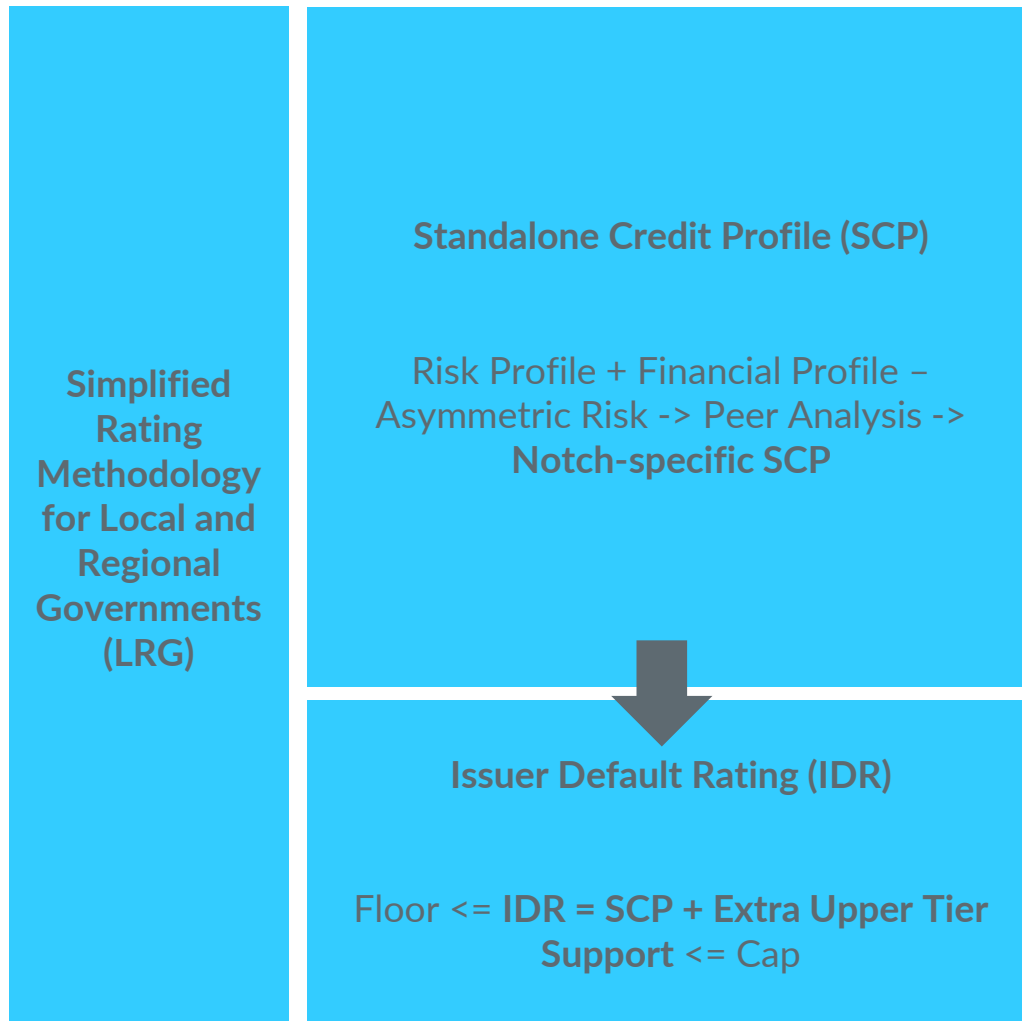 Simplified
Rating
Methodology
for Local and
Regional
Governments
(LRG)
Standalone Credit Profile (SCP)
Risk Profile + Financial Profile –
Asymmetric Risk -> Peer Analysis ->
Notch-specific SCP
Issuer Default Rating (IDR)
Floor <= IDR = SCP + Extra Upper Tier
Support <= Cap